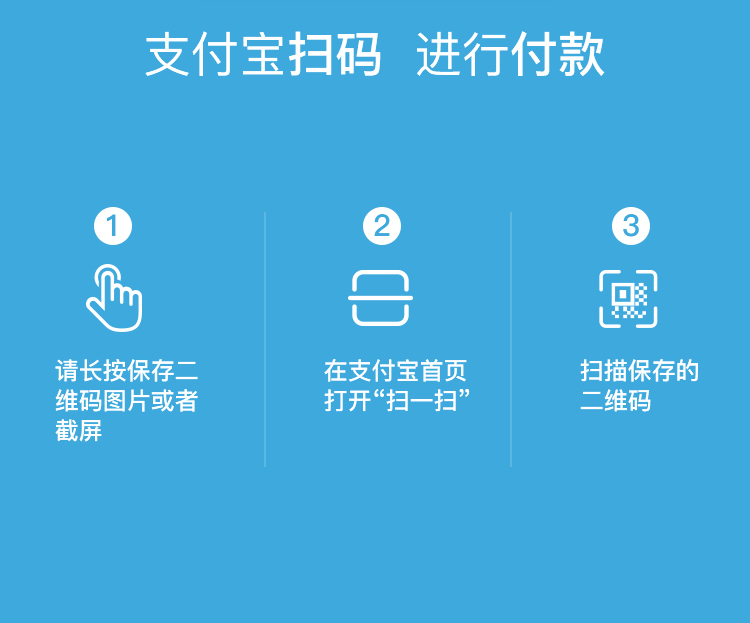 支付宝扫码 进行付款
1
请长按保存二
维码图片或者
截屏
2
在支付宝首页
打开“扫一扫”
3
扫描保存的
二维码